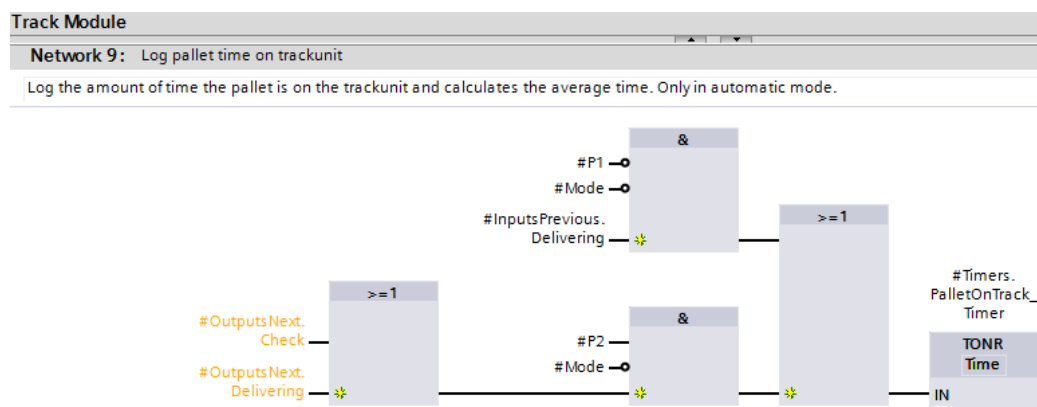 Track Module
Network 9: Log pallet time on trackunit
Log the amount of time the pallet is on the trackunit and calculates the average time. Only in automatic mode.
&
#P1
#Mode
#InputsPrevious.
Delivering
>=1
#Timers.
PalletOnTrack_
Timer
>=1
#OutputsNext.
Check
&
#P2
#Mode
TONR
Time
#OutputsNext.
Delivering
IN